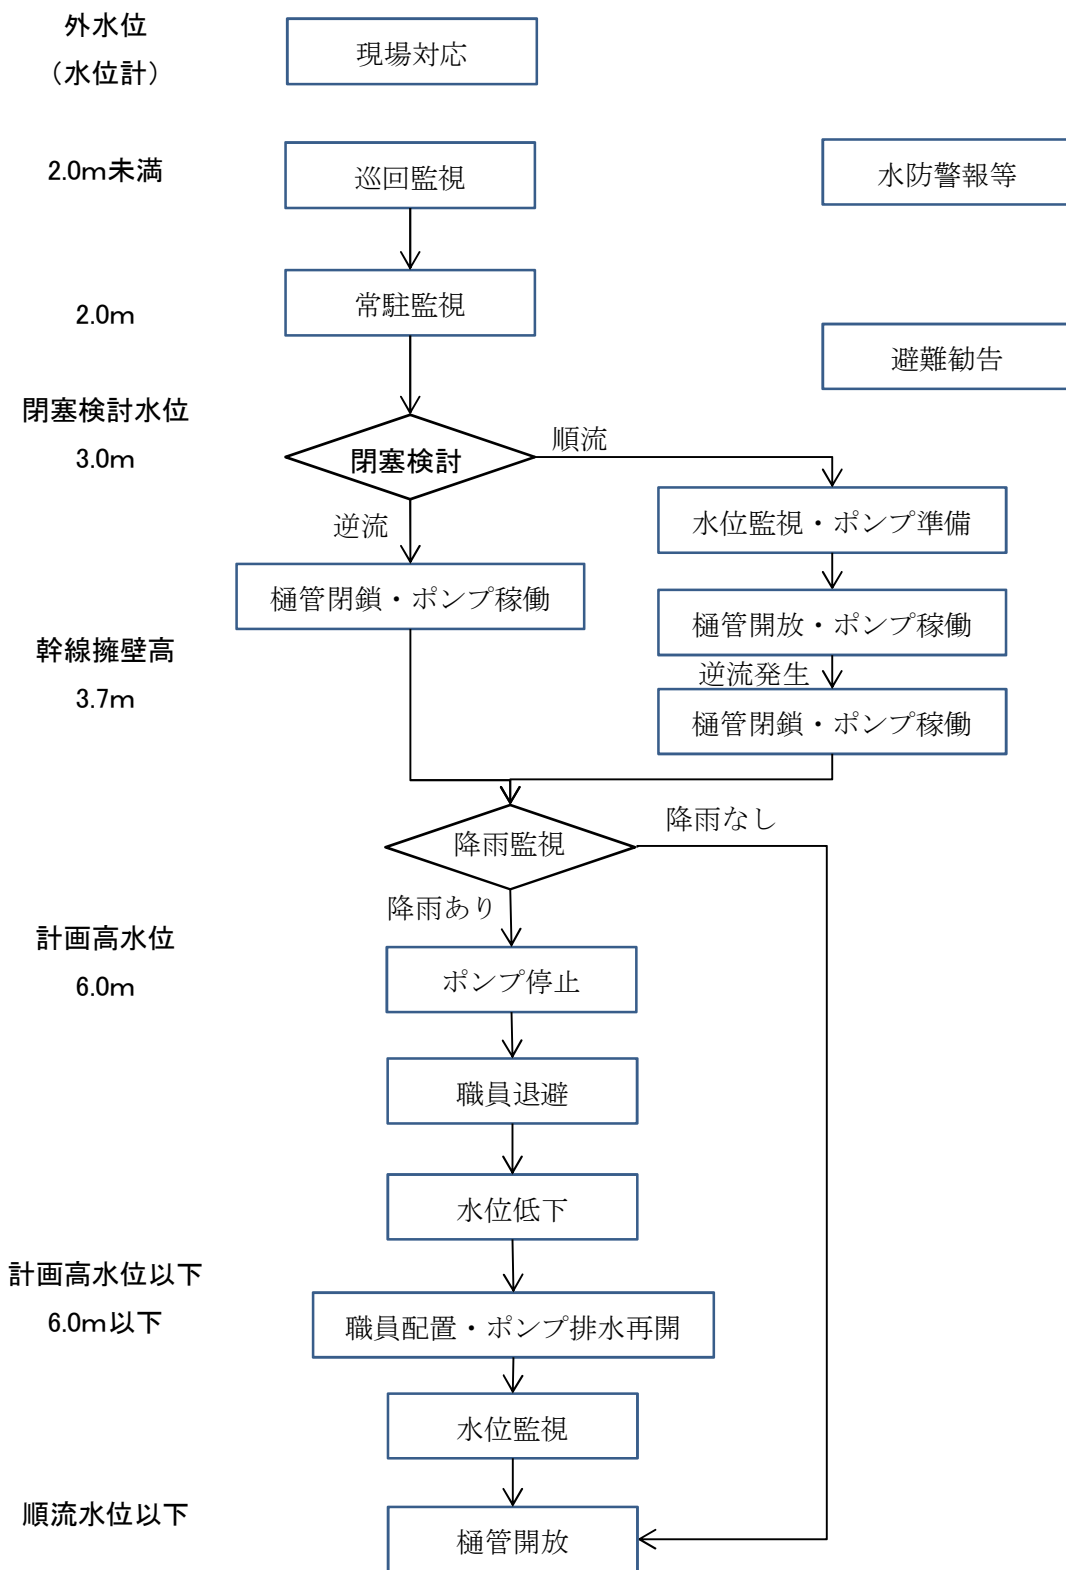 外水位
（水位計）
現場対応
2.0m未満
巡回監視
水防警報等
2.0m
常駐監視
避難勧告
閉塞検討水位
3.0m
閉塞検討
順流
逆流
水位監視・ポンプ準備
樋管閉鎖・ポンプ稼働
樋管開放・ポンプ稼働
幹線擁壁高
3.7m
逆流発生
樋管閉鎖・ポンプ稼働
降雨監視
降雨なし
降雨あり
計画高水位
6.0m
ポンプ停止
職員退避
水位低下
計画高水位以下
6.0m以下
職員配置・ポンプ排水再開
水位監視
順流水位以下
樋管開放